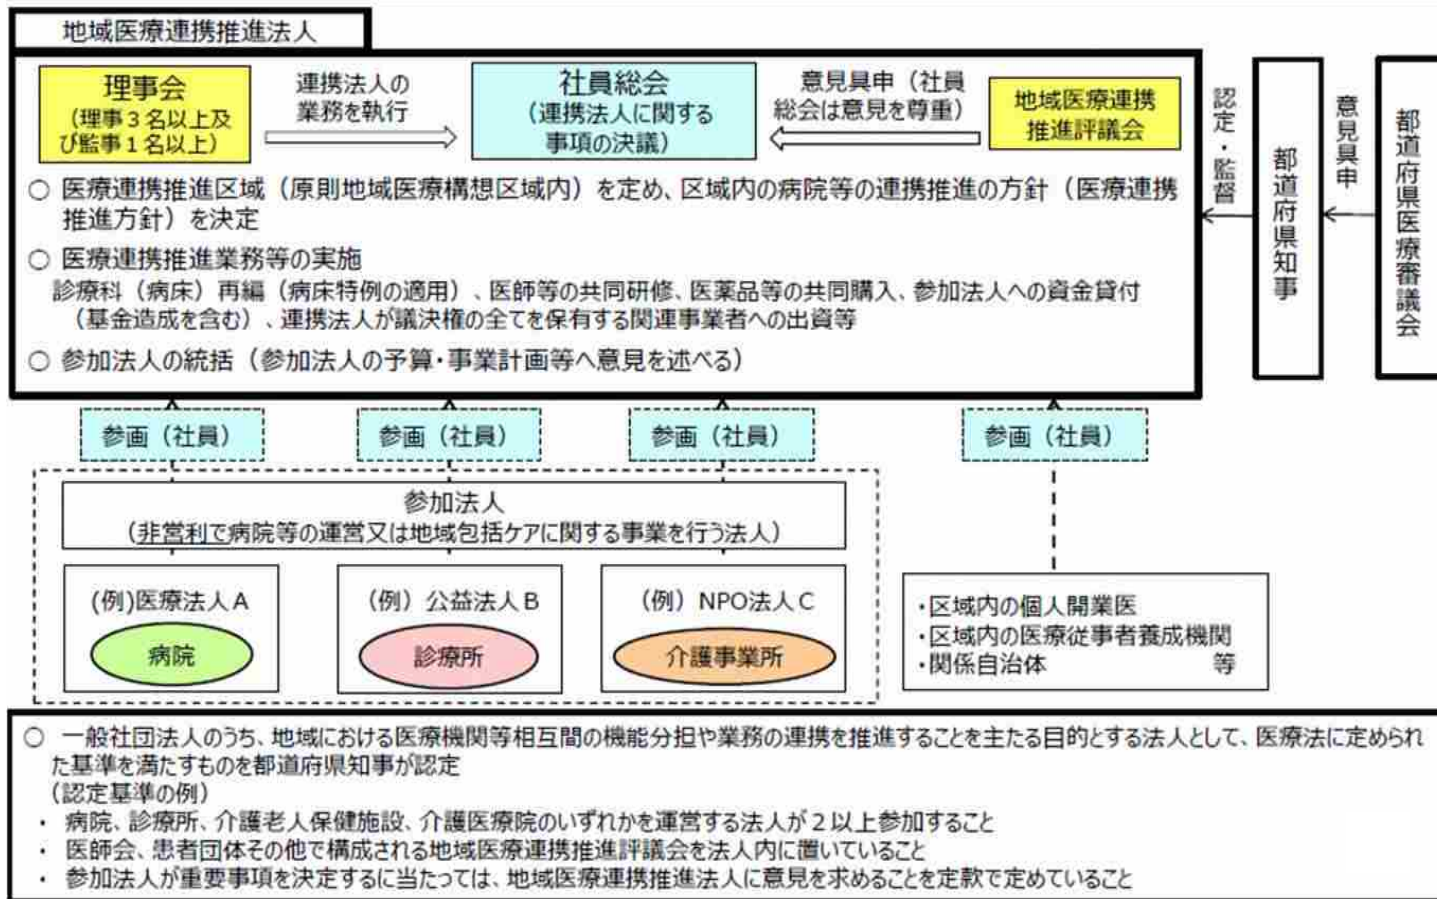 地域医療連携推進法人
理事会
（理事３名以上及
び監事１名以上）
連携法人の
業務を執行
社員総会
（連携法人に関する
事項の決議）
意見具申（社員
総会は意見を尊重）
地域医療連携
推進評議会
認定・監督
都道府県知事
意見具申
都道府県医療審議会
○ 医療連携推進区域（原則地域医療構想区域内）を定め、区域内の病院等の連携推進の方針（医療連携
推進方針）を決定
○ 医療連携推進業務等の実施
診療科（病床）再編（病床特例の適用）、医師等の共同研修、医薬品等の共同購入、参加法人への資金貸付
（基金造成を含む）、連携法人が議決権の全てを保有する関連事業者への出資等
○ 参加法人の統括（参加法人の予算・事業計画等へ意見を述べる）
参画（社員）
参画（社員）
参画（社員）
参画（社員）
参加法人
（非営利で病院等の運営又は地域包括ケアに関する事業を行う法人）
(例)医療法人Ａ
病院
（例）公益法人Ｂ
診療所
（例）NPO法人Ｃ
介護事業所
・区域内の個人開業医
・区域内の医療従事者養成機関
・関係自治体 等
○ 一般社団法人のうち、地域における医療機関等相互間の機能分担や業務の連携を推進することを主たる目的とする法人として、医療法に定められ
た基準を満たすものを都道府県知事が認定
（認定基準の例）
・ 病院、診療所、介護老人保健施設、介護医療院のいずれかを運営する法人が２以上参加すること
・ 医師会、患者団体その他で構成される地域医療連携推進評議会を法人内に置いていること
・ 参加法人が重要事項を決定するに当たっては、地域医療連携推進法人に意見を求めることを定款で定めていること